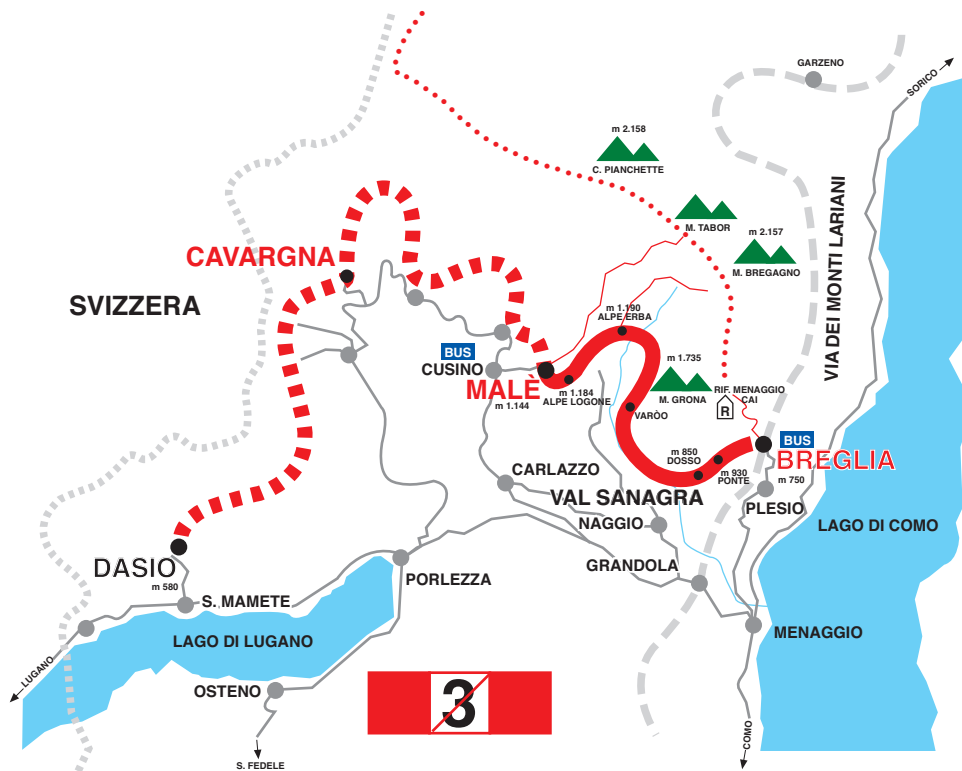 GARZENO
SORICO
m 2.158
C. PIANCHETTE
M. TABOR
m 2.157
M. BREGAGNO
VIA DEI MONTI LARIANI
CAVARGNA
SVIZZERA
m 1.190
ALPE ERBA
BUS
CUSINO
MALÈ
m 1.144
m 1.184
ALPE LOGONE
m 1.735
M. GRONA
RIF. MENAGGIO
CAI
R
VARÒO
BUS
BREGLIA
m 750
m 850
DOSSO
m 930
PONTE
CARLAZZO
VAL SANAGRA
PLESIO
NAGGIO
LAGO DI COMO
GRANDOLA
DASIO
m 580
PORLEZZA
S. MAMETE
MENAGGIO
LAGO DI LUGANO
LUGANO
OSTENO
3
COMO
S. FEDELE